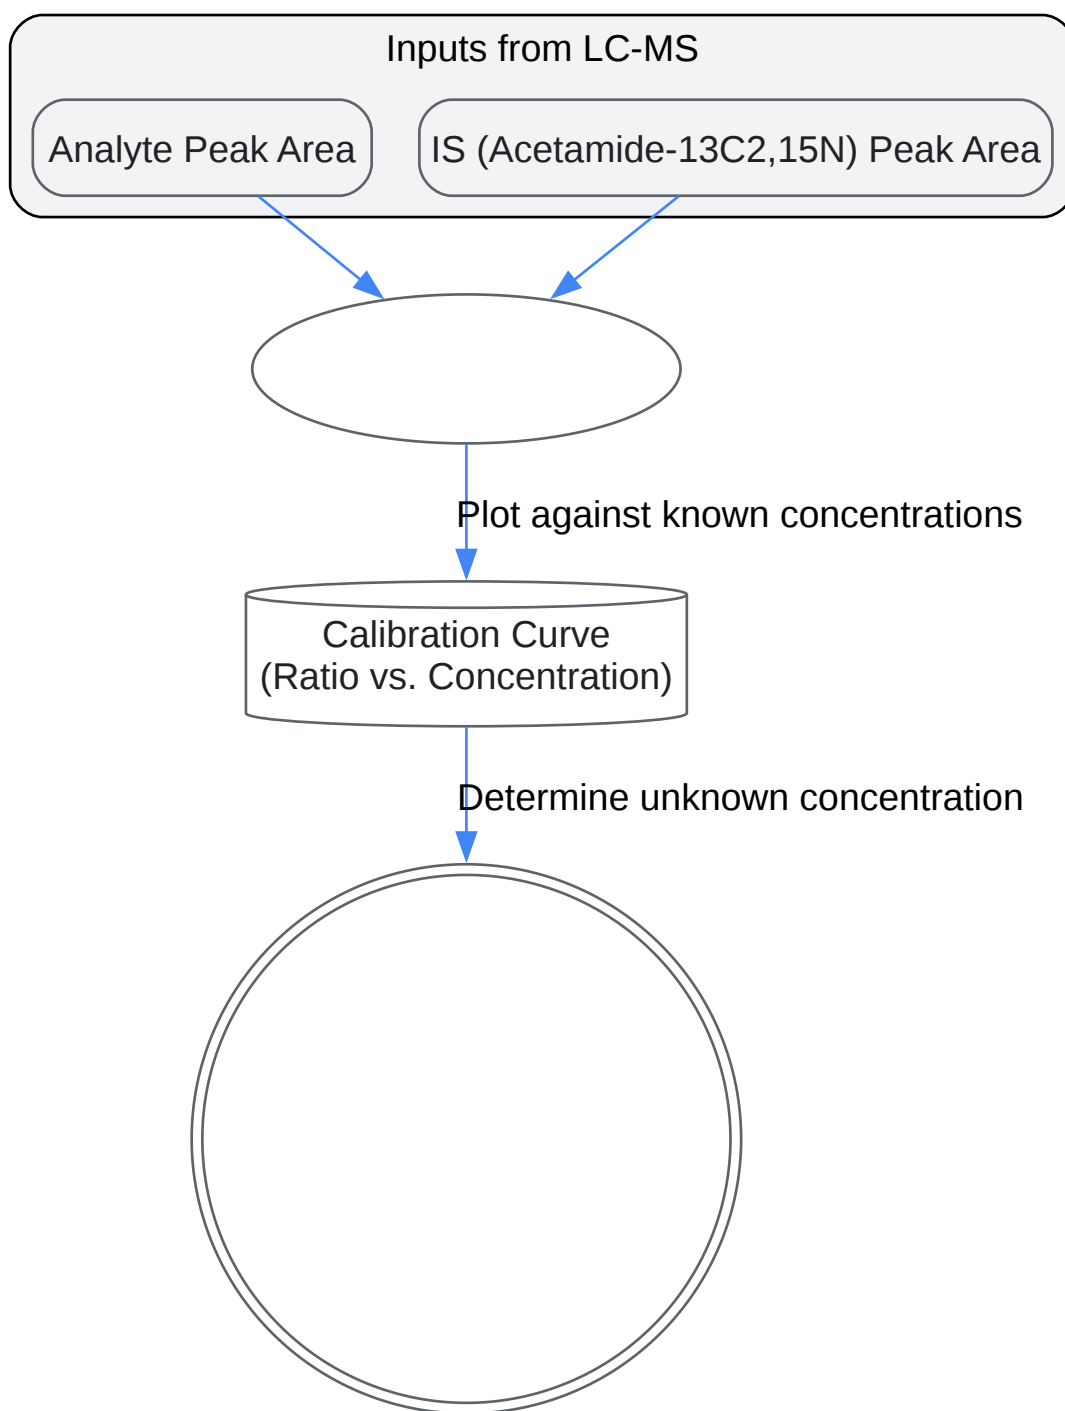 Inputs from LC-MS
Analyte Peak Area
IS (Acetamide-13C2,15N) Peak Area
Plot against known concentrations
Calibration Curve
(Ratio vs. Concentration)
Determine unknown concentration